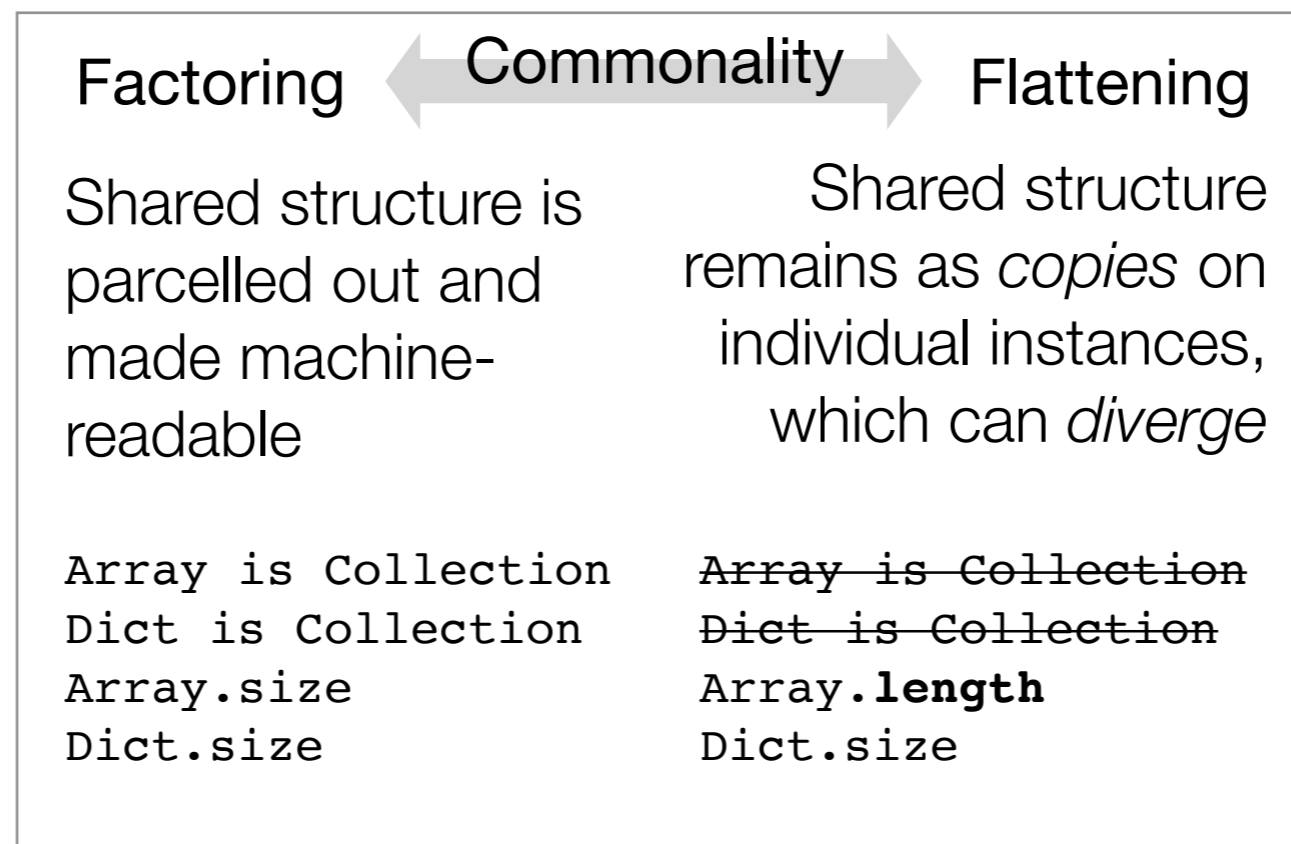 Factoring Commonality Flattening
Shared structure is
parcelled out and
made machine-
readable
Shared structure
remains as copies on
individual instances,
which can diverge
Array is Collection
Dict is Collection
Array.size
Dict.size
Array is Collection
Dict is Collection
Array.length
Dict.size